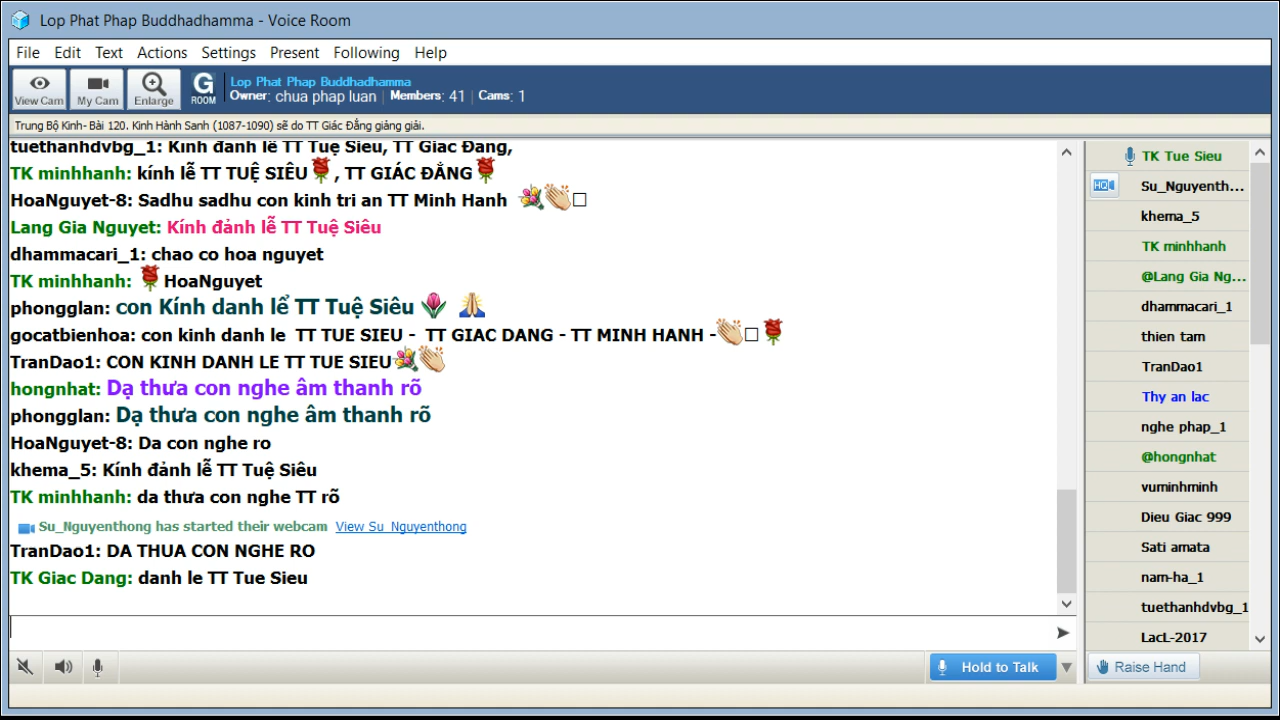 Lop Phat Phap Buddhadhamma - Voice Room
File Edit Text Actions Settings Present Following Help
View Cam My Cam Enlarge G ROOM
Lop Phat Phap Buddhadhamma
Owner: chua phap luan | Members: 41 | Cams: 1
Trung Bộ Kinh- Bài 120. Kinh Hành Sanh (1087-1090) sẽ do TT Giác Đẳng giảng giải.
tuethanhdvbg_1: Kính đảnh lễ TT Tuệ Siêu, TT Giác Đẳng,
TK minhhanh: kính lễ TT TUỆ SIÊU🌹, TT GIÁC ĐẲNG🌹
HoaNguyet-8: Sadhu sadhu con kinh tri an TT Minh Hanh 💐👏□
Lang Gia Nguyet: Kính đảnh lễ TT Tuệ Siêu
dhammacari_1: chao co hoa nguyet
TK minhhanh: 🌹HoaNguyet
phongglan: con Kính danh lể TT Tuệ Siêu 🌷 🙏
gocatbienhoa: con kinh danh le TT TUE SIEU - TT GIAC DANG - TT MINH HANH -👏□🌹
TranDao1: CON KINH DANH LE TT TUE SIEU💐👏
hongnhat: Dạ thưa con nghe âm thanh rõ
phongglan: Dạ thưa con nghe âm thanh rõ
HoaNguyet-8: Da con nghe ro
khema_5: Kính đảnh lễ TT Tuệ Siêu
TK minhhanh: da thưa con nghe TT rõ
Su_Nguyenthong has started their webcam View Su_Nguyenthong
TranDao1: DA THUA CON NGHE RO
TK Giac Dang: danh le TT Tue Sieu
Hold to Talk
TK Tue Sieu
HQ Su_Nguyenth...
khema_5
TK minhhanh
@Lang Gia Ng...
dhammacari_1
thien tam
TranDao1
Thy an lac
nghe phap_1
@hongnhat
vuminhminh
Dieu Giac 999
Sati amata
nam-ha_1
tuethanhdvbg_1
LacL-2017
Raise Hand